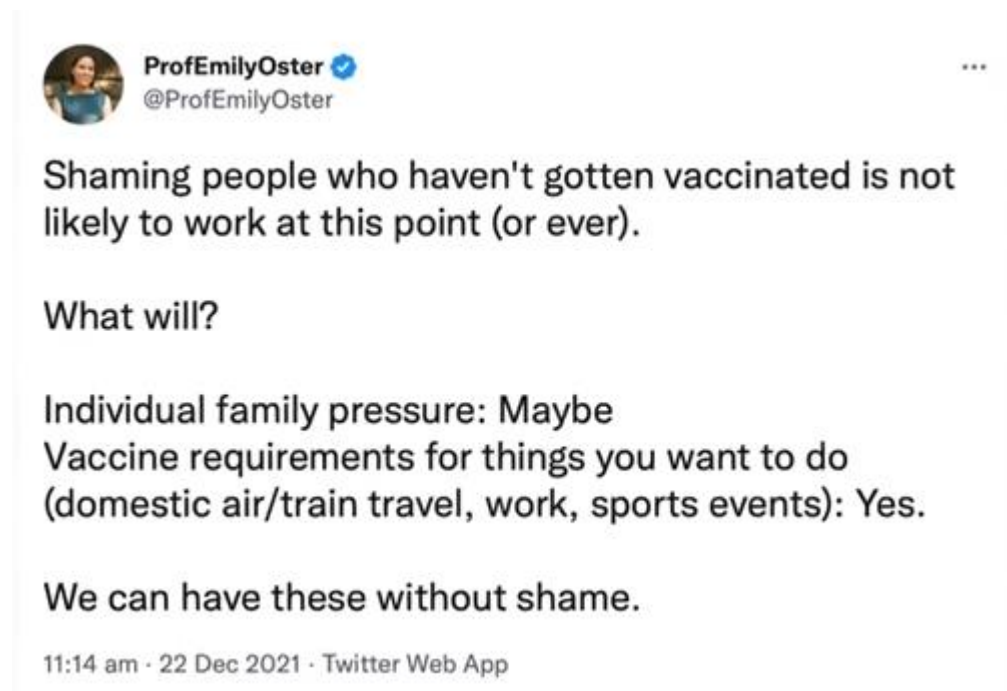 ProfEmilyOster
@ProfEmilyOster
Shaming people who haven't gotten vaccinated is not
likely to work at this point (or ever).
What will?
Individual family pressure: Maybe
Vaccine requirements for things you want to do
(domestic air/train travel, work, sports events): Yes.
We can have these without shame.
11:14 am · 22 Dec 2021 · Twitter Web App